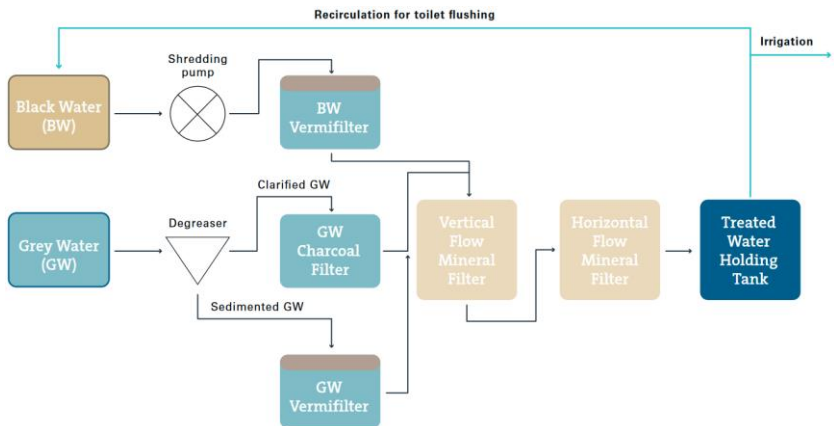 Recirculation for toilet flushing
Irrigation
Shredding
pump
Black Water
(BW)
BW
Vermifilter
Clarified GW
Degreaser
Grey Water
(GW)
GW
Charcoal
Filter
Vertical
Flow
Mineral
Filter
Horizontal
Flow
Mineral
Filter
Treated
Water
Holding
Tank
Sedimented GW
GW
Vermifilter